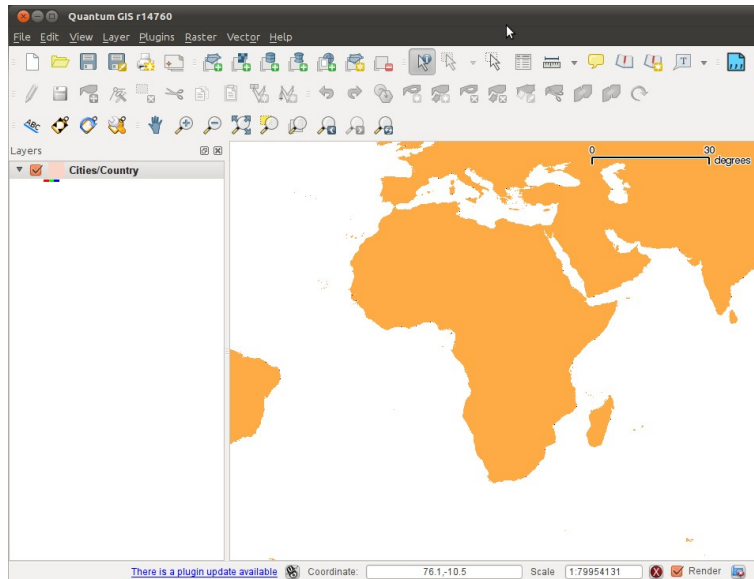 Quantum GIS r14760
File Edit View Layer Plugins Raster Vector Help
T
ABC
Layers
Cities/Country
0 30
degrees
There is a plugin update available Coordinate: 76.1,-10.5 Scale 1:79954131 Render